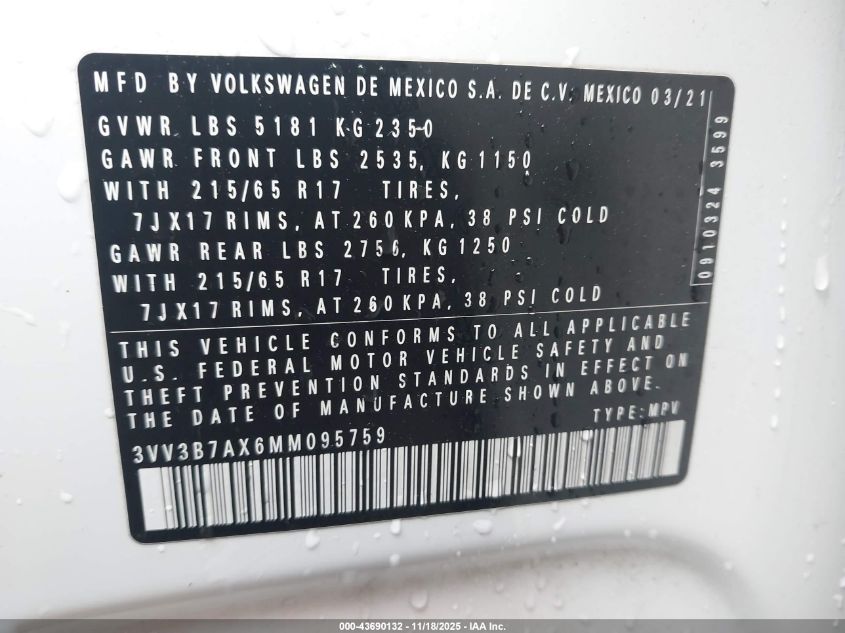 MFD BY VOLKSWAGEN DE MEXICO S.A. DE C.V. MEXICO 03/21
GVWR LBS 5181 KG 2350
GAWR FRONT LBS 2535, KG 1150
WITH 215/65 R17 TIRES,
7JX17 RIMS, AT 260 KPA, 38 PSI COLD
GAWR REAR LBS 2756, KG 1250
WITH 215/65 R17 TIRES,
7JX17 RIMS, AT 260 KPA, 38 PSI COLD
0910324 3599
THIS VEHICLE CONFORMS TO ALL APPLICABLE
U.S. FEDERAL MOTOR VEHICLE SAFETY AND
THEFT PREVENTION STANDARDS IN EFFECT ON
THE DATE OF MANUFACTURE SHOWN ABOVE.
TYPE: MPV
3VV3B7AX6MM095759
000-43690132 - 11/18/2025 - IAA Inc.